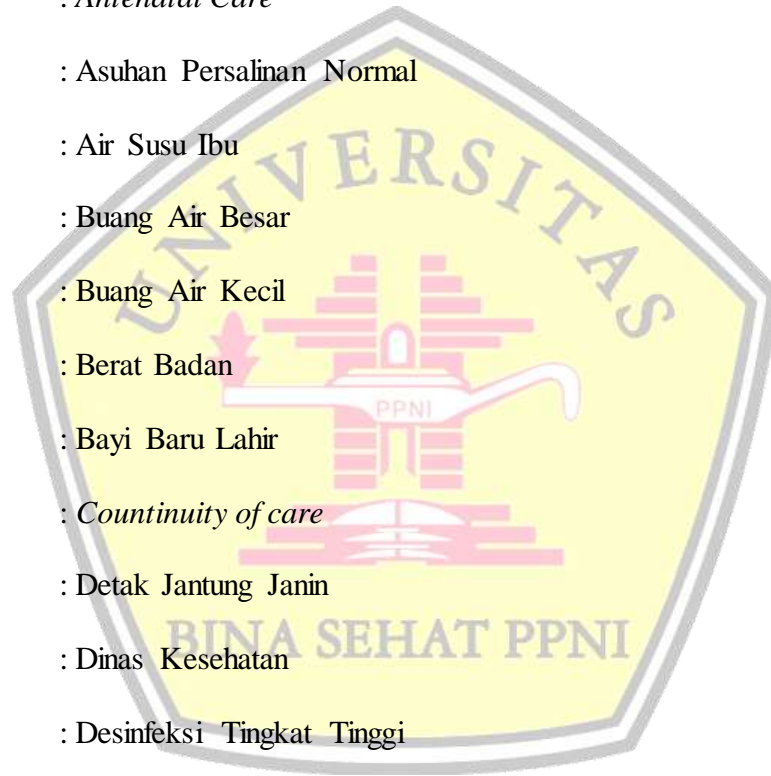 : Antenatal Care
: Asuhan Persalinan Normal
: Air Susu Ibu
: Buang Air Besar
: Buang Air Kecil
: Berat Badan
: Bayi Baru Lahir
: Countinuity of care
: Detak Jantung Janin
: Dinas Kesehatan
: Desinfeksi Tingkat Tinggi
UNIVERSITAS
PPNI
BINA SEHAT PPNI